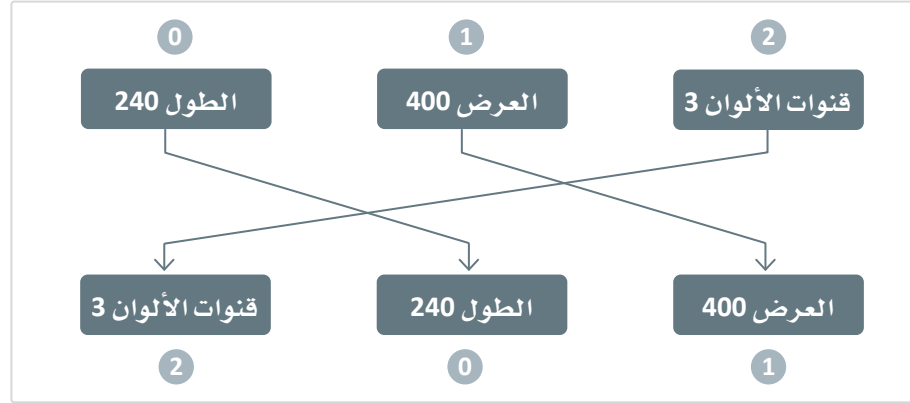 0
1
2
الطول 240
العرض 400
قنوات الألوان 3
قنوات الألوان 3
الطول 240
العرض 400
2
0
1